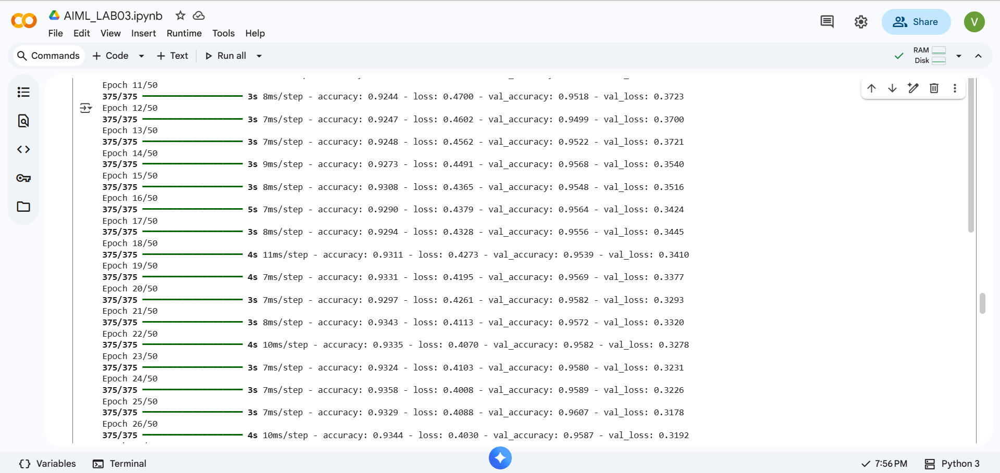 AIML_LAB03.ipynb
File Edit View Insert Runtime Tools Help
Share
V
Commands + Code + Text Run all
RAM
Disk
Epoch 11/50
375/375 3s 8ms/step - accuracy: 0.9244 - loss: 0.4700 - val_accuracy: 0.9518 - val_loss: 0.3723
Epoch 12/50
375/375 3s 7ms/step - accuracy: 0.9247 - loss: 0.4602 - val_accuracy: 0.9499 - val_loss: 0.3700
Epoch 13/50
375/375 3s 7ms/step - accuracy: 0.9248 - loss: 0.4562 - val_accuracy: 0.9522 - val_loss: 0.3721
Epoch 14/50
375/375 3s 9ms/step - accuracy: 0.9273 - loss: 0.4491 - val_accuracy: 0.9568 - val_loss: 0.3540
Epoch 15/50
375/375 3s 8ms/step - accuracy: 0.9308 - loss: 0.4365 - val_accuracy: 0.9548 - val_loss: 0.3516
Epoch 16/50
375/375 5s 7ms/step - accuracy: 0.9290 - loss: 0.4379 - val_accuracy: 0.9564 - val_loss: 0.3424
Epoch 17/50
375/375 3s 8ms/step - accuracy: 0.9294 - loss: 0.4328 - val_accuracy: 0.9556 - val_loss: 0.3445
Epoch 18/50
375/375 4s 11ms/step - accuracy: 0.9311 - loss: 0.4273 - val_accuracy: 0.9539 - val_loss: 0.3410
Epoch 19/50
375/375 4s 7ms/step - accuracy: 0.9331 - loss: 0.4195 - val_accuracy: 0.9569 - val_loss: 0.3377
Epoch 20/50
375/375 3s 7ms/step - accuracy: 0.9297 - loss: 0.4261 - val_accuracy: 0.9582 - val_loss: 0.3293
Epoch 21/50
375/375 3s 8ms/step - accuracy: 0.9343 - loss: 0.4113 - val_accuracy: 0.9572 - val_loss: 0.3320
Epoch 22/50
375/375 4s 10ms/step - accuracy: 0.9335 - loss: 0.4070 - val_accuracy: 0.9582 - val_loss: 0.3278
Epoch 23/50
375/375 3s 7ms/step - accuracy: 0.9324 - loss: 0.4103 - val_accuracy: 0.9580 - val_loss: 0.3231
Epoch 24/50
375/375 3s 7ms/step - accuracy: 0.9358 - loss: 0.4008 - val_accuracy: 0.9589 - val_loss: 0.3226
Epoch 25/50
375/375 3s 7ms/step - accuracy: 0.9329 - loss: 0.4088 - val_accuracy: 0.9607 - val_loss: 0.3178
Epoch 26/50
375/375 4s 10ms/step - accuracy: 0.9344 - loss: 0.4030 - val_accuracy: 0.9587 - val_loss: 0.3192
Variables Terminal 7:56 PM Python 3